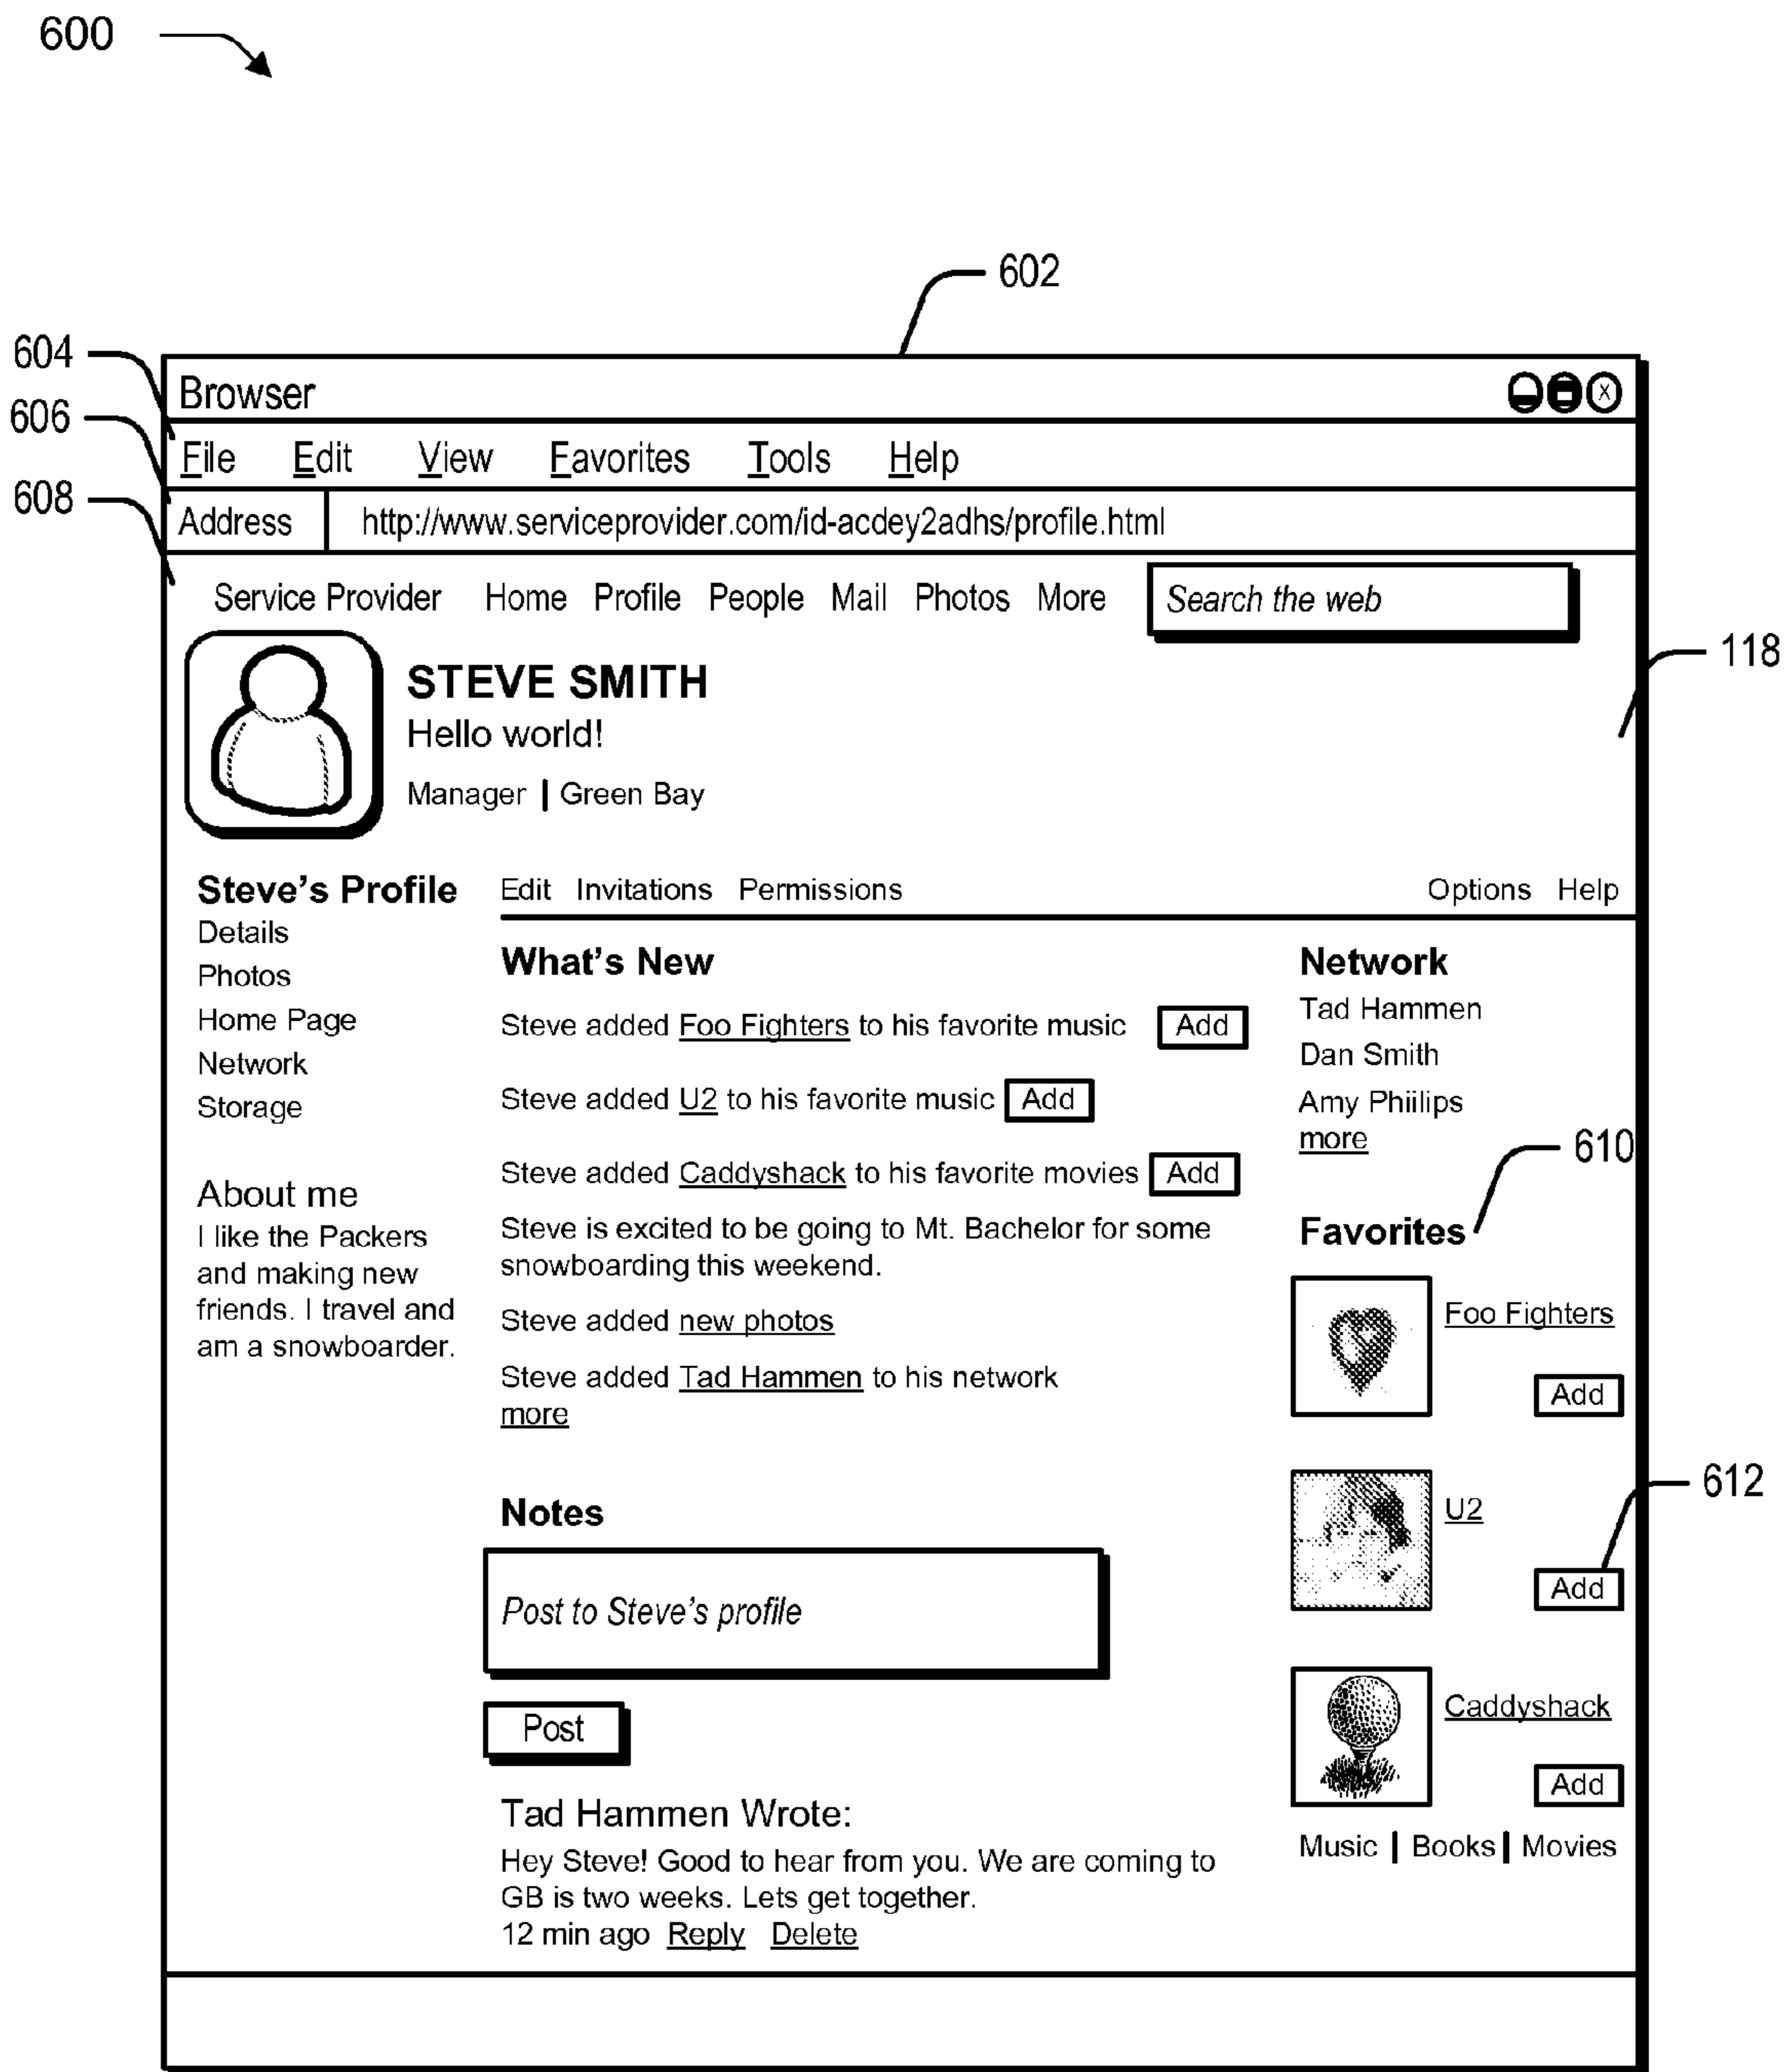 600
602
604
Browser
606
File Edit View Favorites Tools Help
608
Address http://www.serviceprovider.com/id-acdey2adhs/profile.html
Service Provider Home Profile People Mail Photos More Search the web
118
STEVE SMITH
Hello world!
Manager | Green Bay
Steve's Profile
Details
Photos
Home Page
Network
Storage
About me
I like the Packers
and making new
friends. I travel and
am a snowboarder.
Edit Invitations Permissions Options Help
What's New
Steve added Foo Fighters to his favorite music Add
Steve added U2 to his favorite music Add
Steve added Caddyshack to his favorite movies Add
Steve is excited to be going to Mt. Bachelor for some
snowboarding this weekend.
Steve added new photos
Steve added Tad Hammen to his network
more
Notes
Post to Steve's profile
Post
Tad Hammen Wrote:
Hey Steve! Good to hear from you. We are coming to
GB is two weeks. Lets get together.
12 min ago Reply Delete
Network
Tad Hammen
Dan Smith
Amy Phiilips
more
610
Favorites
Foo Fighters
Add
612
U2
Add
Caddyshack
Add
Music | Books | Movies